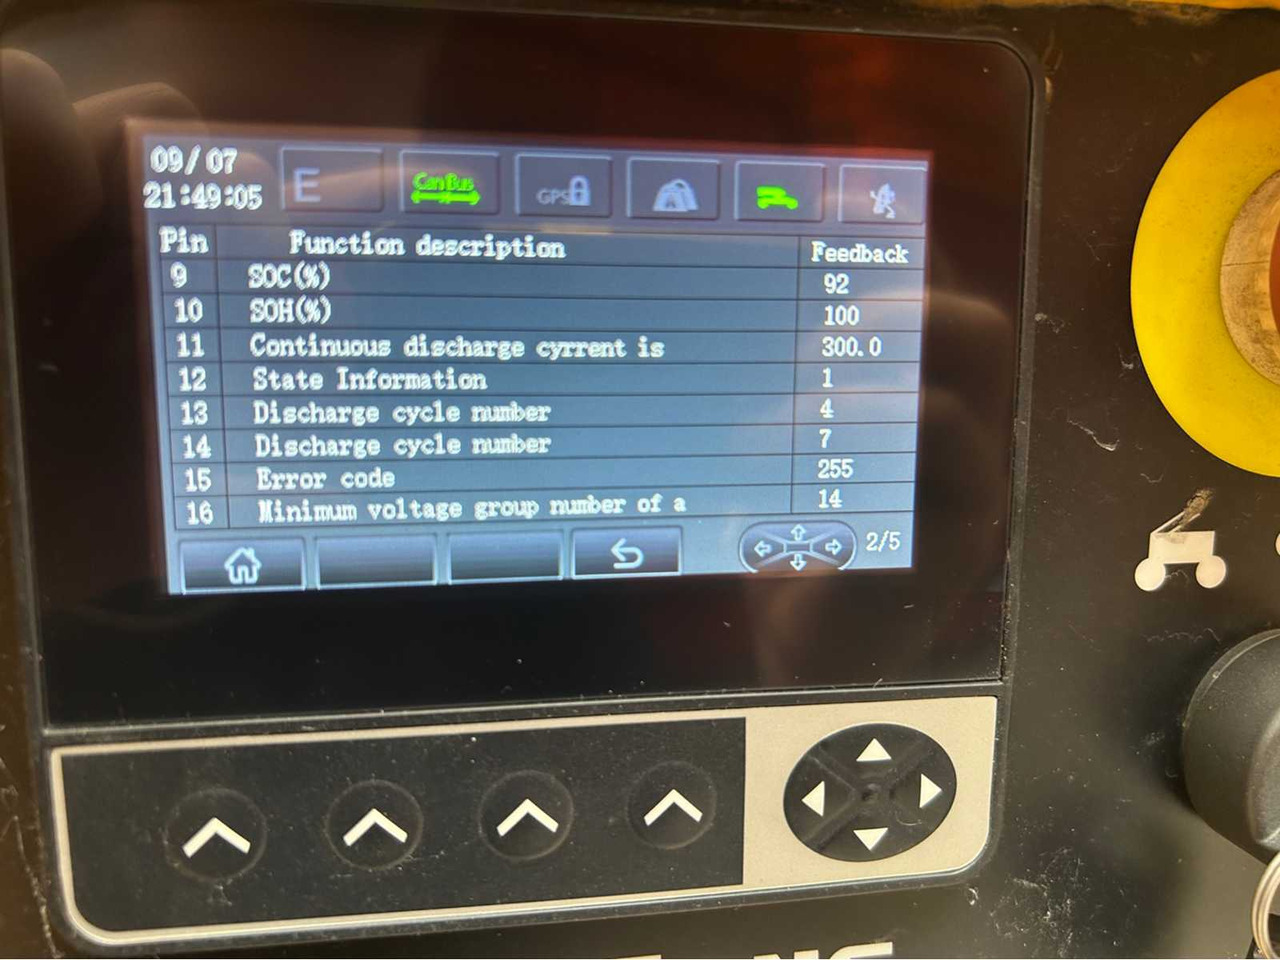 09/07
21:49:05
E
CanBus
GPS
Pin Function description Feedback
9 SOC(%) 92
10 SOH(%) 100
11 Continuous discharge cyrrent is 300.0
12 State Information 1
13 Discharge cycle number 4
14 Discharge cycle number 7
15 Error code 255
16 Minimum voltage group number of a 14
2/5